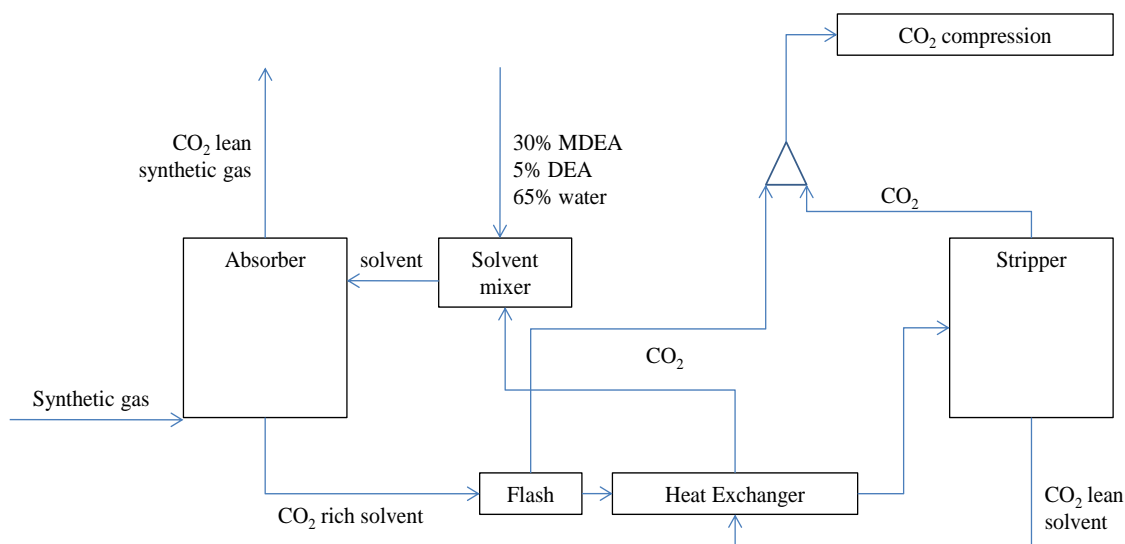 CO₂ compression
CO₂ lean
synthetic gas
30% MDEA
5% DEA
65% water
CO₂
Absorber
solvent
Solvent
mixer
Stripper
CO₂
Synthetic gas
Flash
Heat Exchanger
CO₂ rich solvent
CO₂ lean
solvent